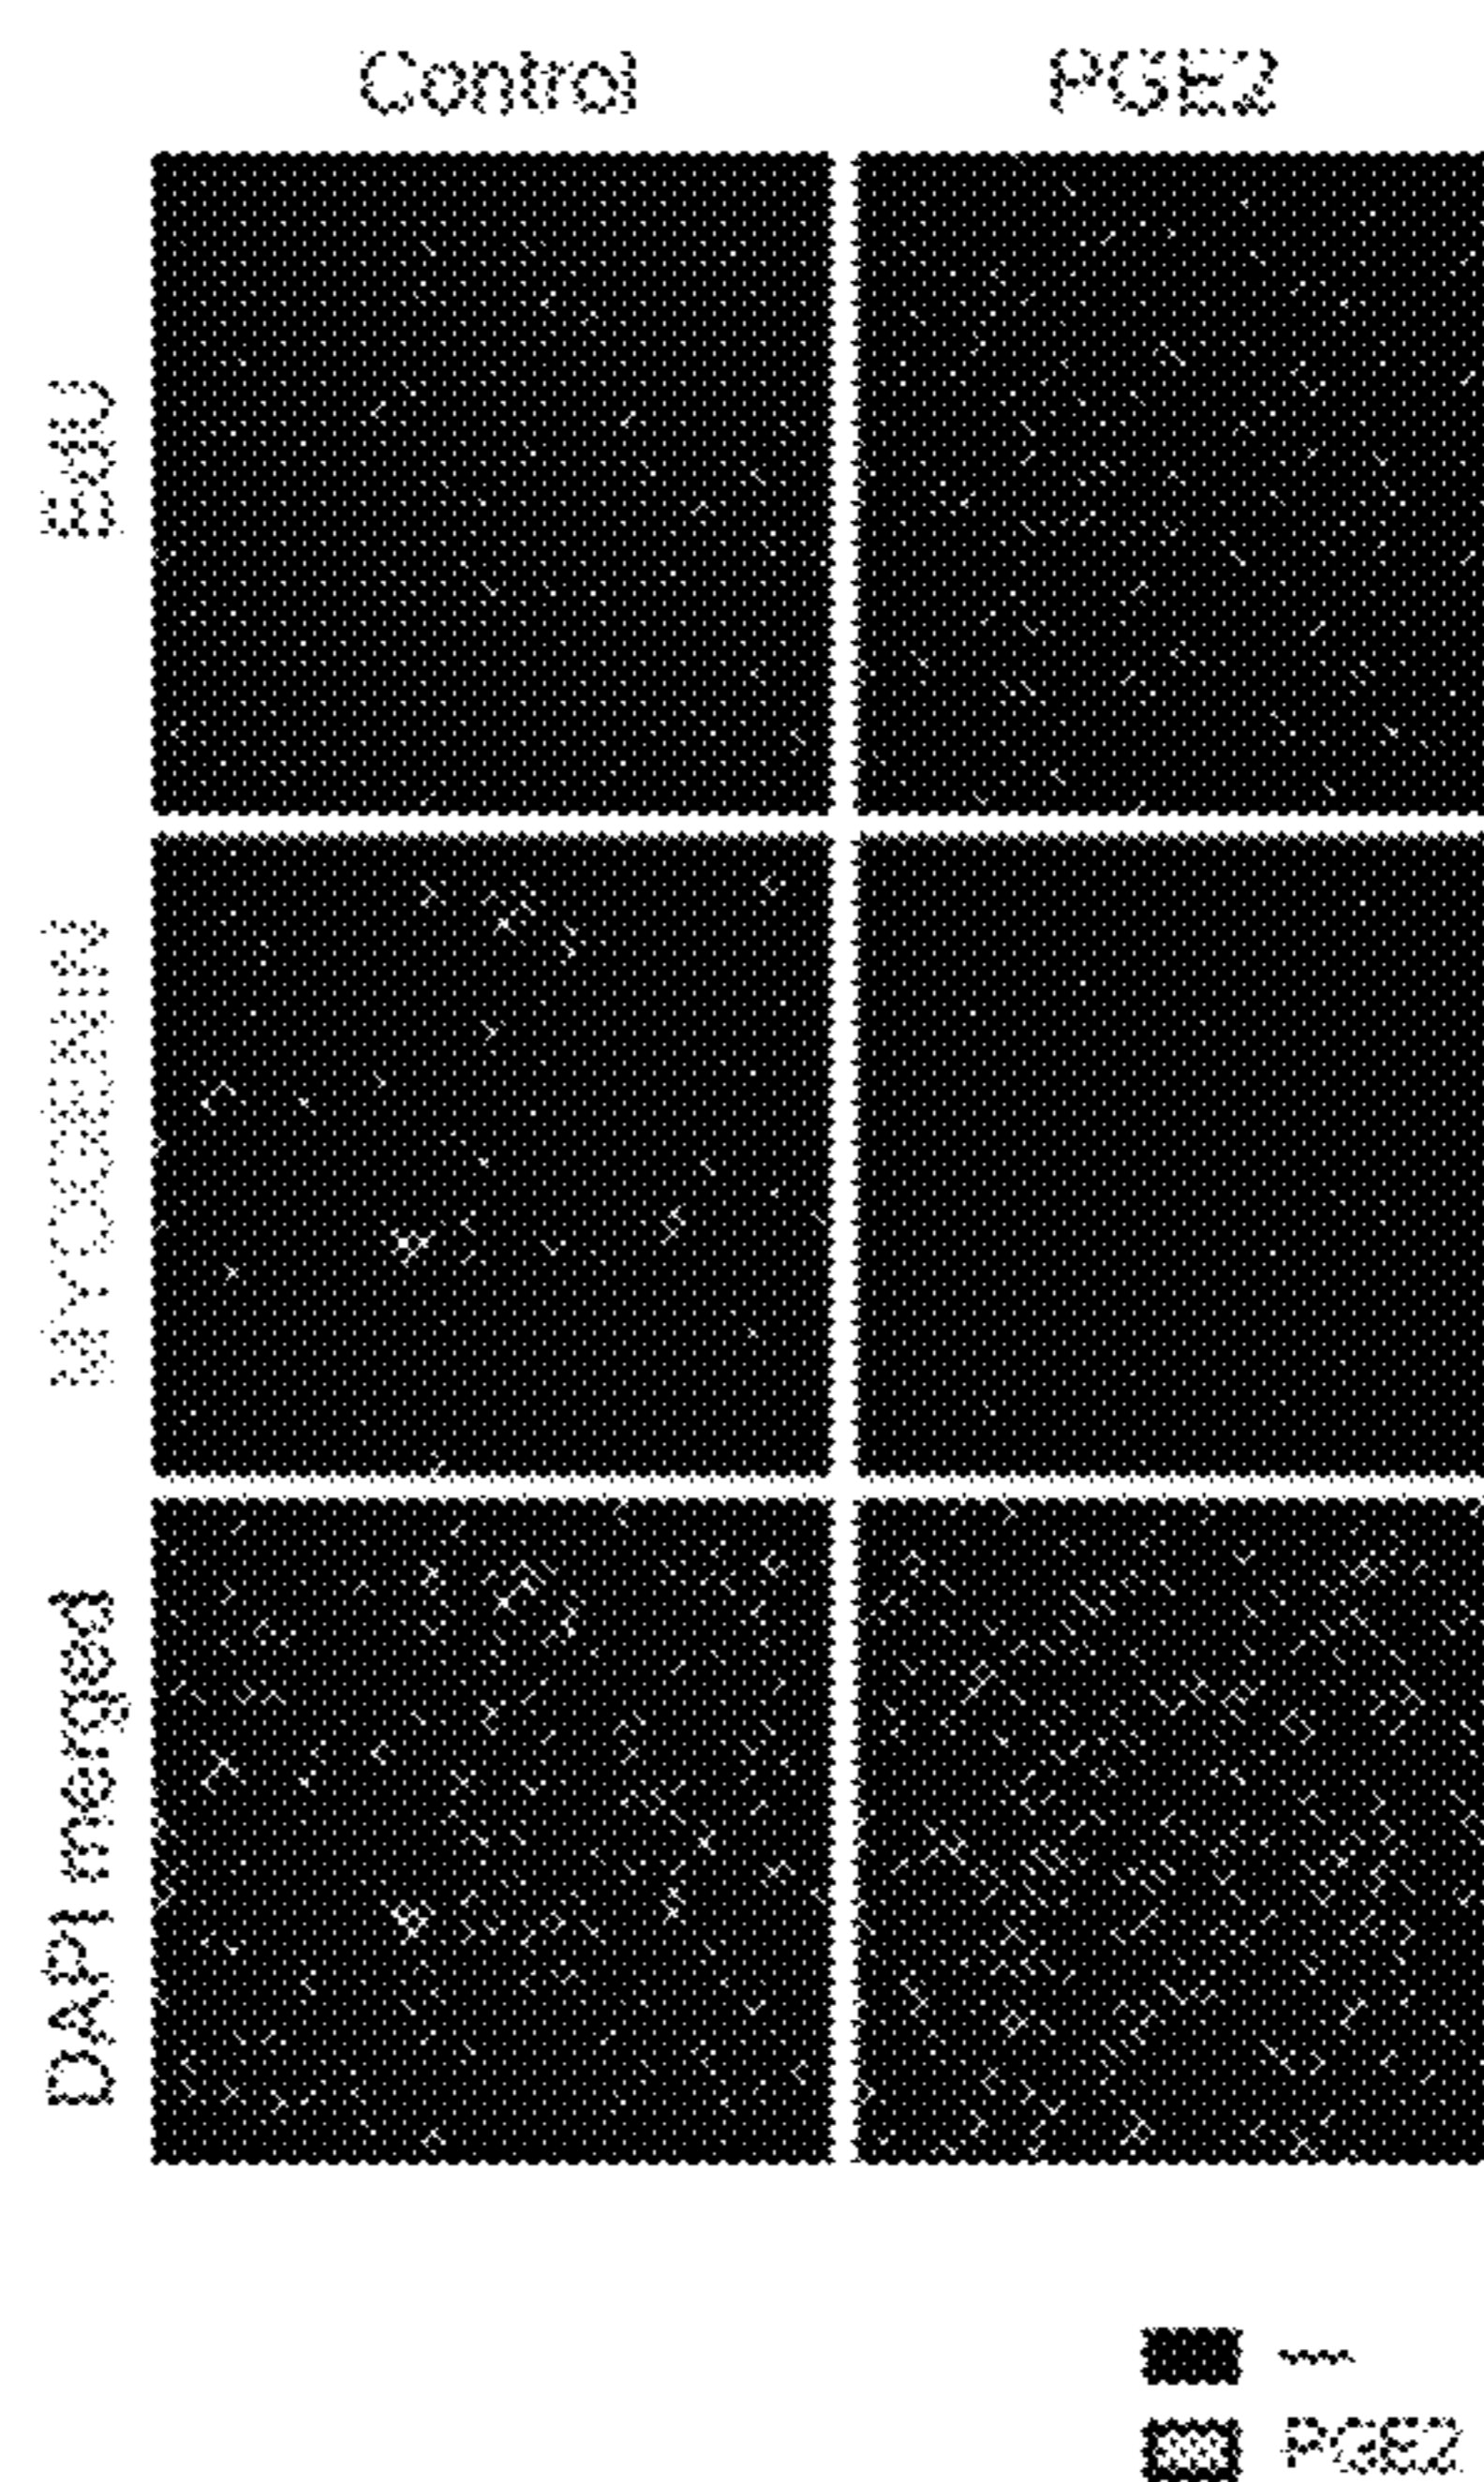 Control PGE2
EdU
MYOGENIN
DAPI merged
-
PGE2